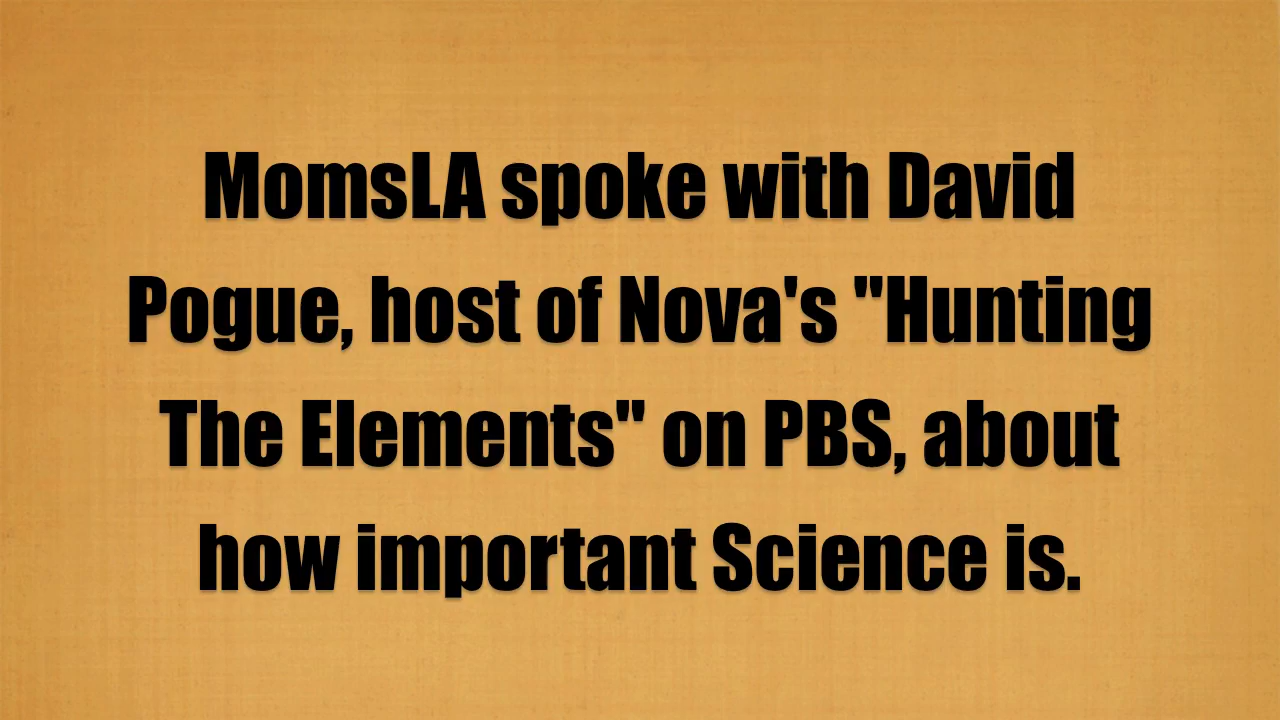 MomsLA spoke with David
Pogue, host of Nova's "Hunting
The Elements" on PBS, about
how important Science is.